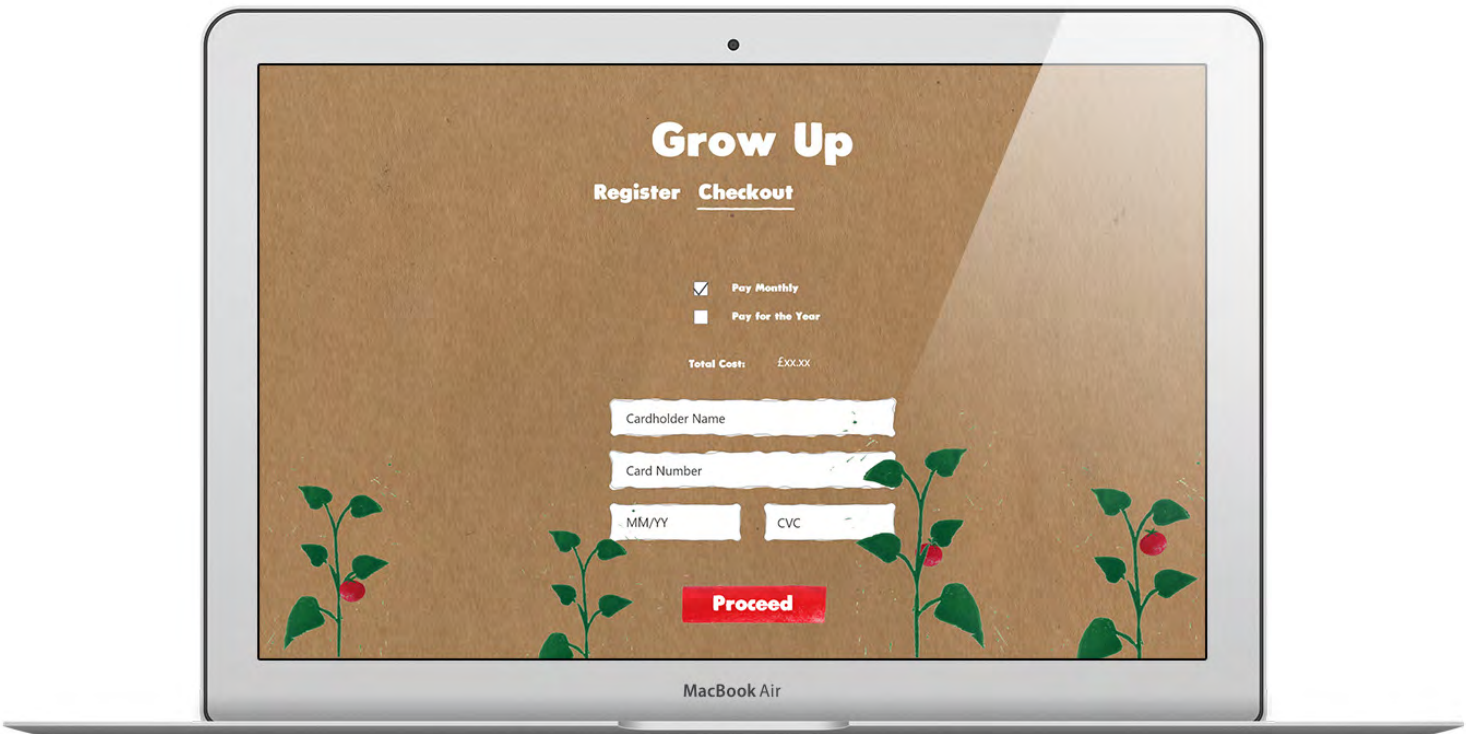 Grow Up
Register Checkout
Pay Monthly
Pay for the Year
Total Cost: £xx.xx
Cardholder Name
Card Number
MM/YY CVC
Proceed
MacBook Air